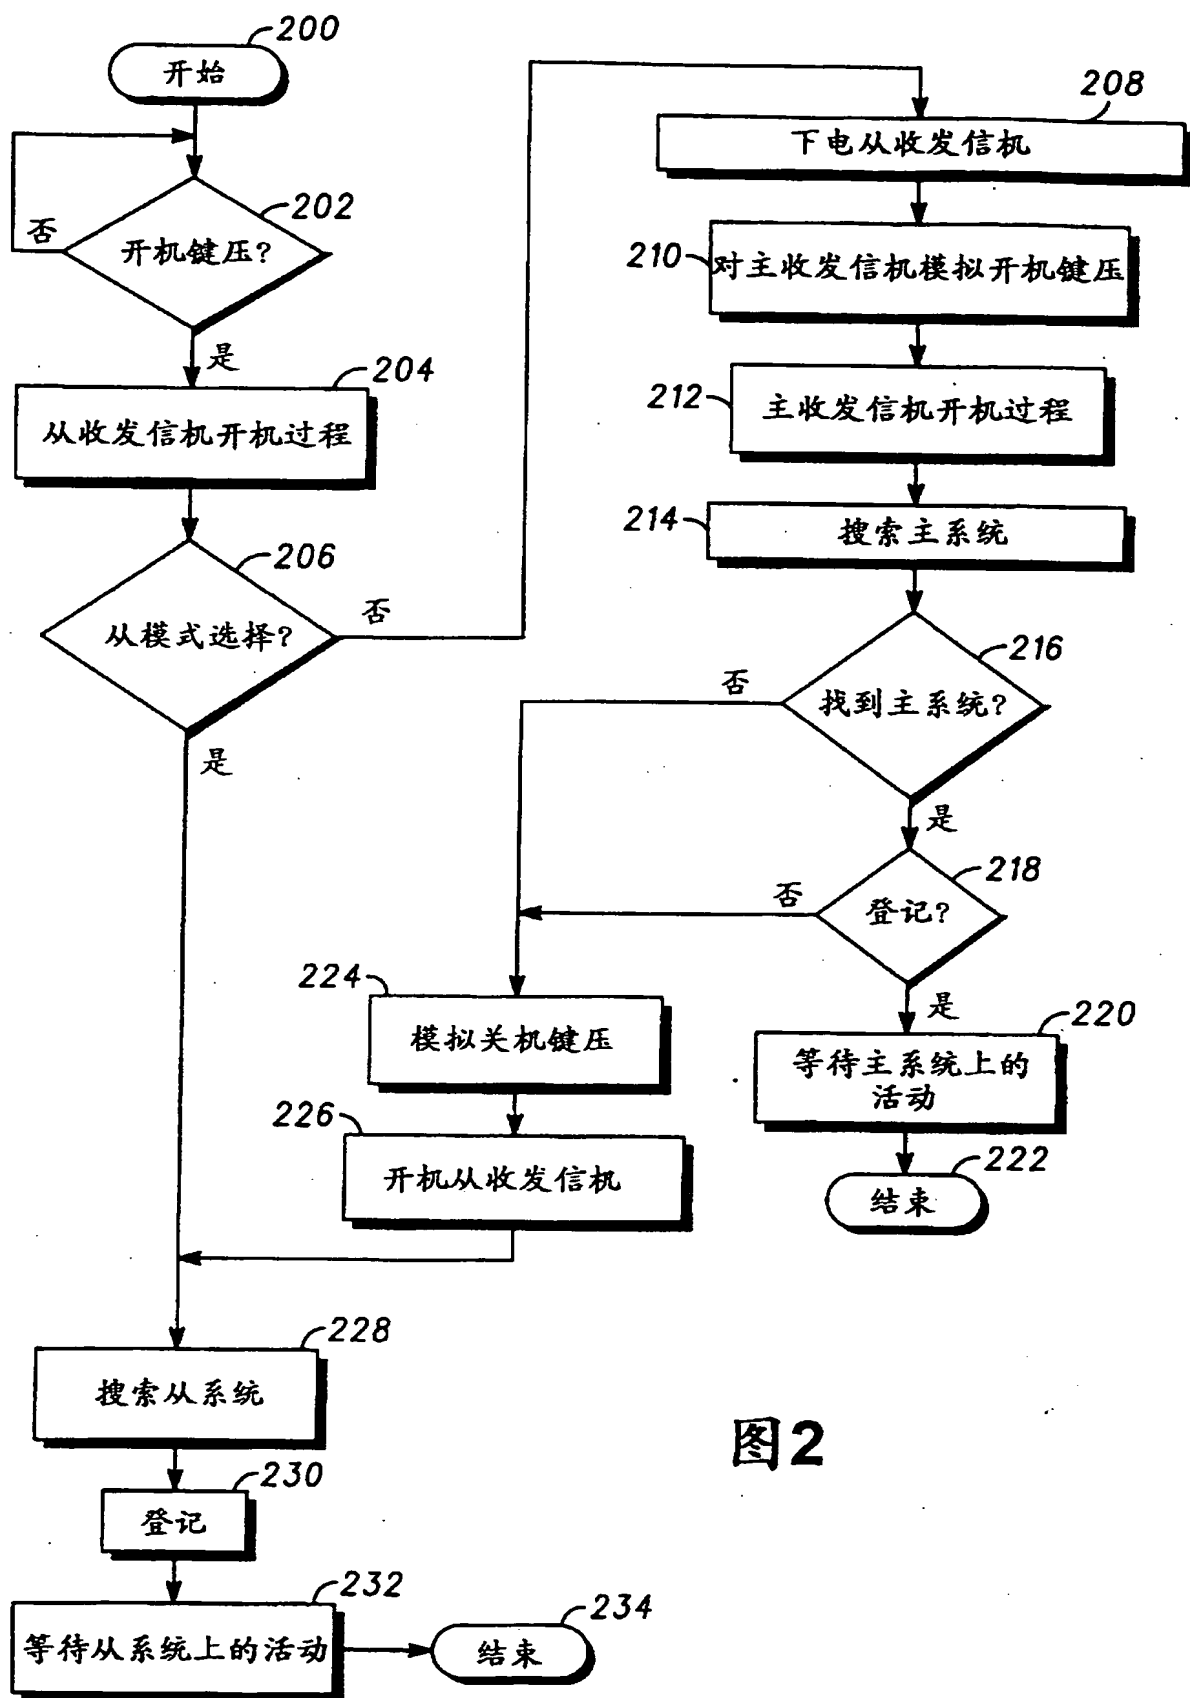 200
开始
202
否
开机键压?
是
204
从收发信机开机过程
206
从模式选择?
否
是
208
下电从收发信机
210
对主收发信机模拟开机键压
212
主收发信机开机过程
214
搜索主系统
216
否
找到主系统?
是
218
否
登记?
是
220
等待主系统上的
活动
222
结束
224
模拟关机键压
226
开机从收发信机
228
搜索从系统
230
登记
232
等待从系统上的活动
234
结束
图2